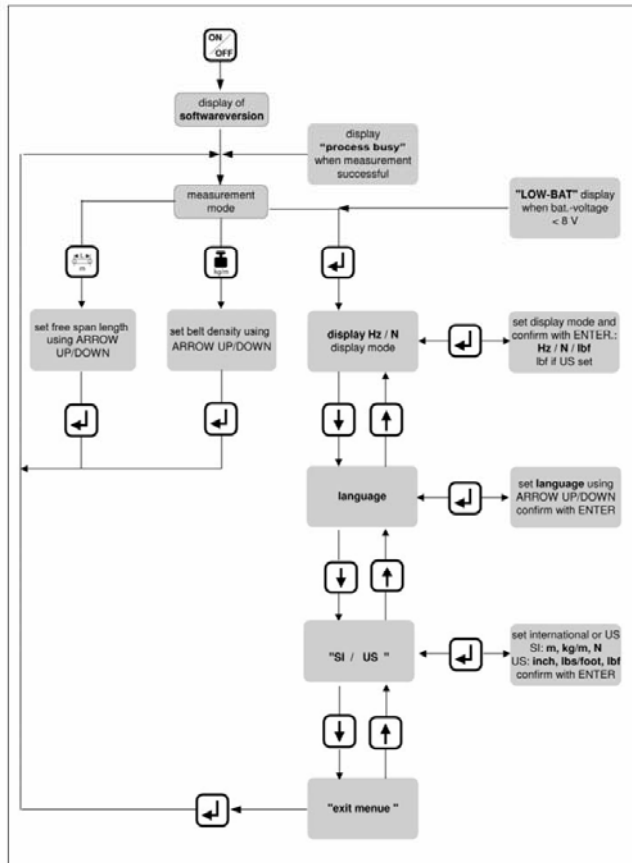 ON
OFF
display of
softwareversion
display
"process busy"
when measurement
successful
measurement
mode
"LOW-BAT" display
when bat.-voltage
< 8 V
L
m
kg/m
set free span length
using ARROW
UP/DOWN
set belt density using
ARROW UP/DOWN
display Hz / N
display mode
set display mode and
confirm with ENTER.:
Hz / N / lbf
lbf if US set
language
set language using
ARROW UP/DOWN
confirm with ENTER
"SI / US "
set international or US
SI: m, kg/m, N
US: inch, lbs/foot, lbf
confirm with ENTER
"exit menue "